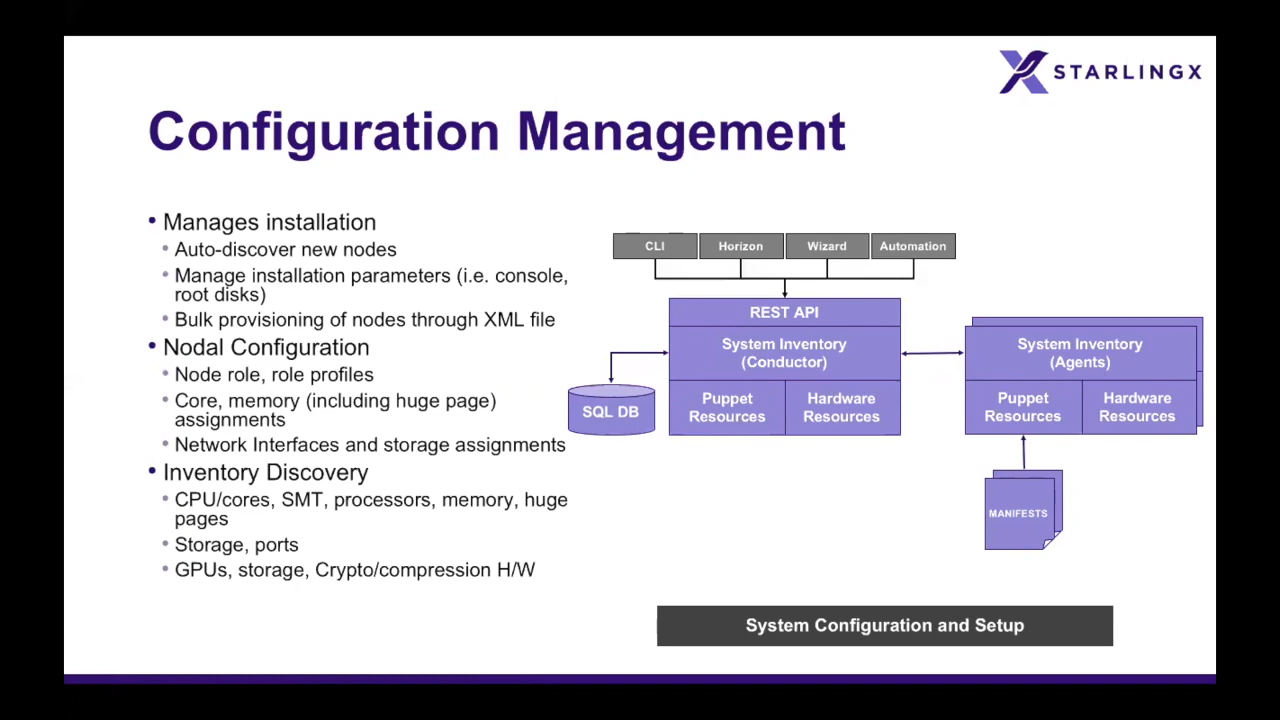 STARLINGX
Configuration Management
• Manages installation
• Auto-discover new nodes
• Manage installation parameters (i.e. console,
root disks)
• Bulk provisioning of nodes through XML file
• Nodal Configuration
• Node role, role profiles
• Core, memory (including huge page)
assignments
• Network Interfaces and storage assignments
• Inventory Discovery
• CPU/cores, SMT, processors, memory, huge
pages
• Storage, ports
• GPUs, storage, Crypto/compression H/W
CLI
Horizon
Wizard
Automation
REST API
System Inventory
(Conductor)
Puppet
Resources
Hardware
Resources
SQL DB
System Inventory
(Agents)
Puppet
Resources
Hardware
Resources
MANIFESTS
System Configuration and Setup